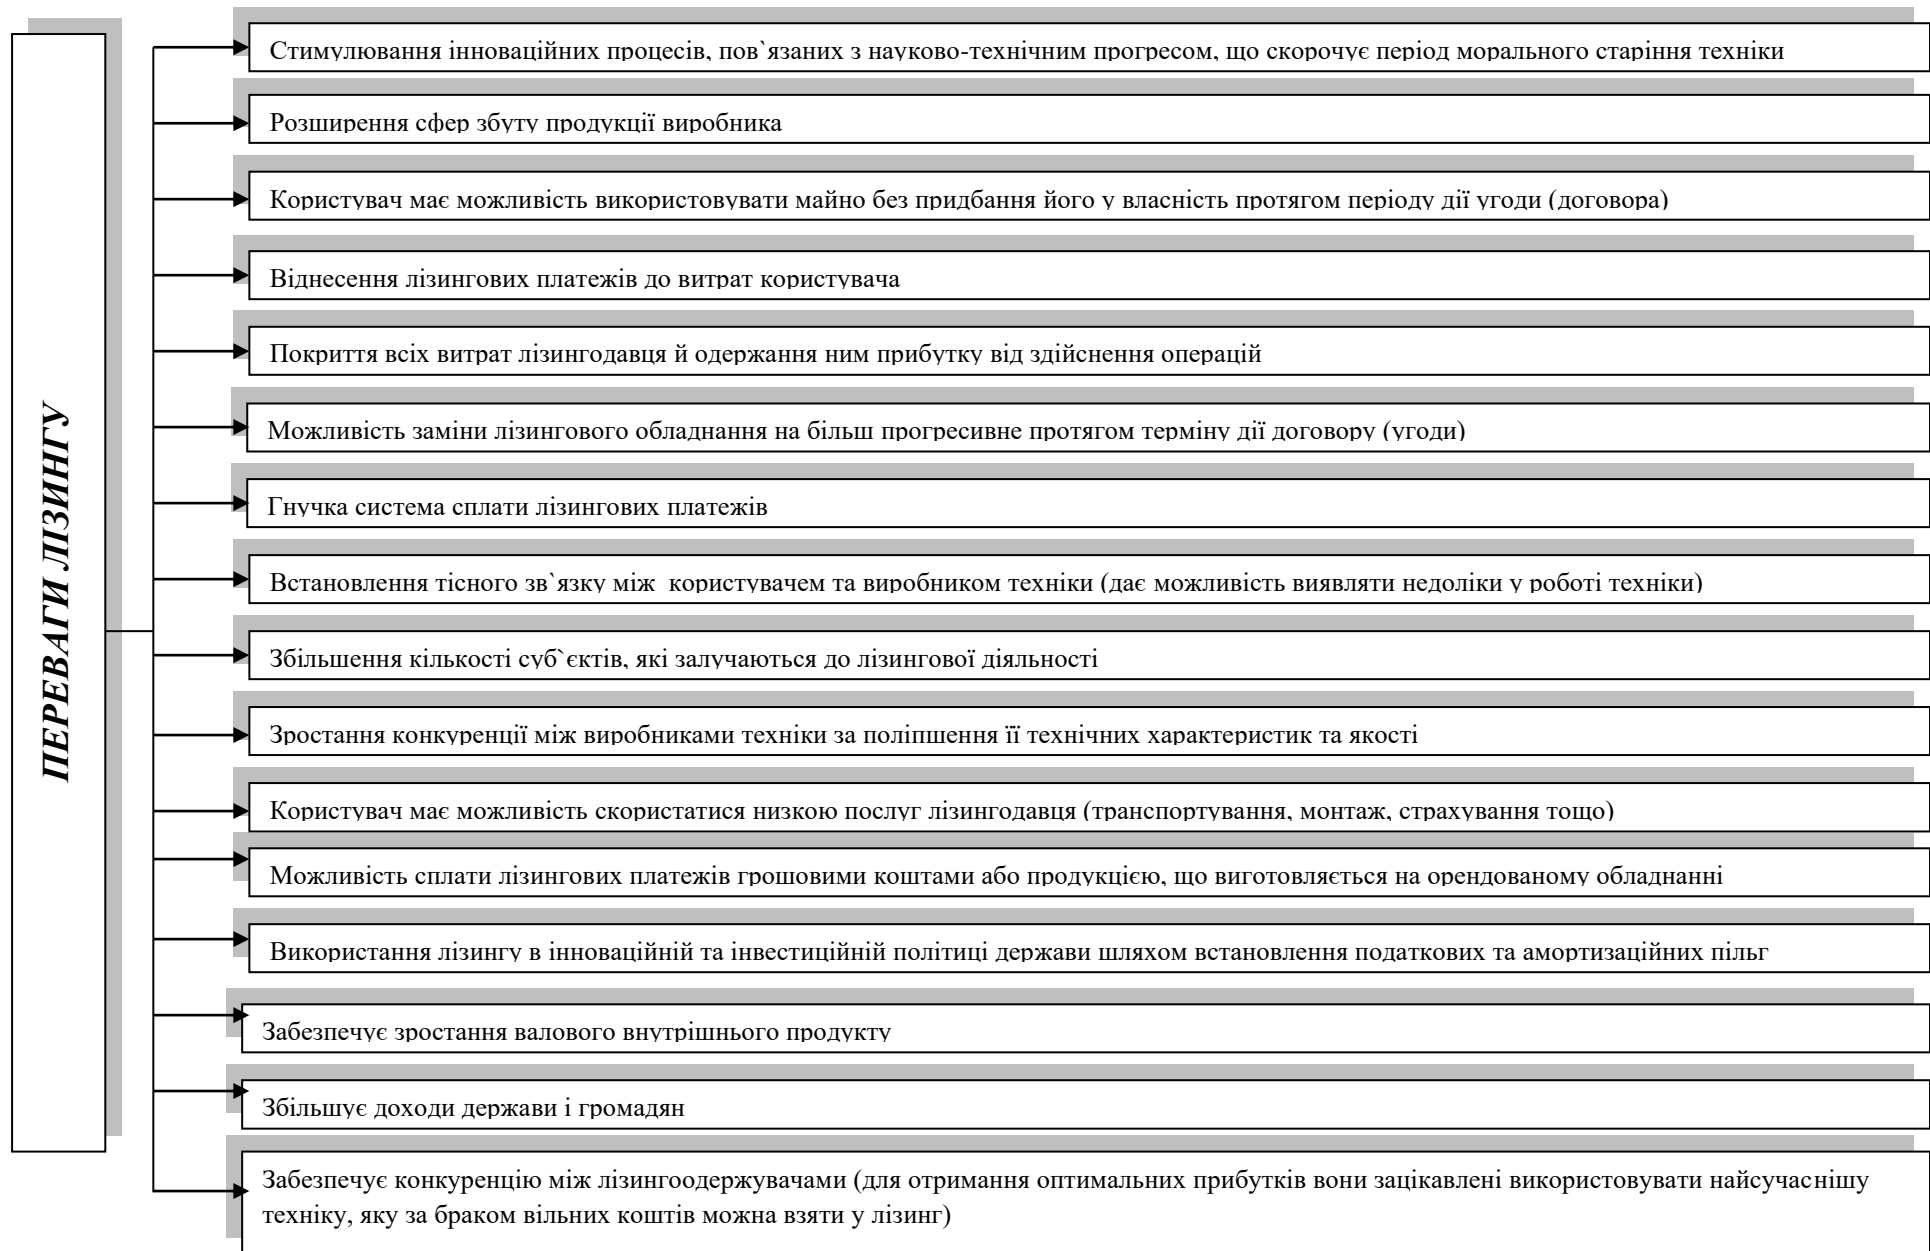 ПЕРЕВАГИ ЛІЗИНГУ
Стимулювання інноваційних процесів, пов`язаних з науково-технічним прогресом, що скорочує період морального старіння техніки
Розширення сфер збуту продукції виробника
Користувач має можливість використовувати майно без придбання його у власність протягом періоду дії угоди (договора)
Віднесення лізингових платежів до витрат користувача
Покриття всіх витрат лізингодавця й одержання ним прибутку від здійснення операцій
Можливість заміни лізингового обладнання на більш прогресивне протягом терміну дії договору (угоди)
Гнучка система сплати лізингових платежів
Встановлення тісного зв`язку між користувачем та виробником техніки (дає можливість виявляти недоліки у роботі техніки)
Збільшення кількості суб`єктів, які залучаються до лізингової діяльності
Зростання конкуренції між виробниками техніки за поліпшення її технічних характеристик та якості
Користувач має можливість скористатися низкою послуг лізингодавця (транспортування, монтаж, страхування тощо)
Можливість сплати лізингових платежів грошовими коштами або продукцією, що виготовляється на орендованому обладнанні
Використання лізингу в інноваційній та інвестиційній політиці держави шляхом встановлення податкових та амортизаційних пільг
Забезпечує зростання валового внутрішнього продукту
Збільшує доходи держави і громадян
Забезпечує конкуренцію між лізингоодержувачами (для отримання оптимальних прибутків вони зацікавлені використовувати найсучаснішу
техніку, яку за браком вільних коштів можна взяти у лізинг)